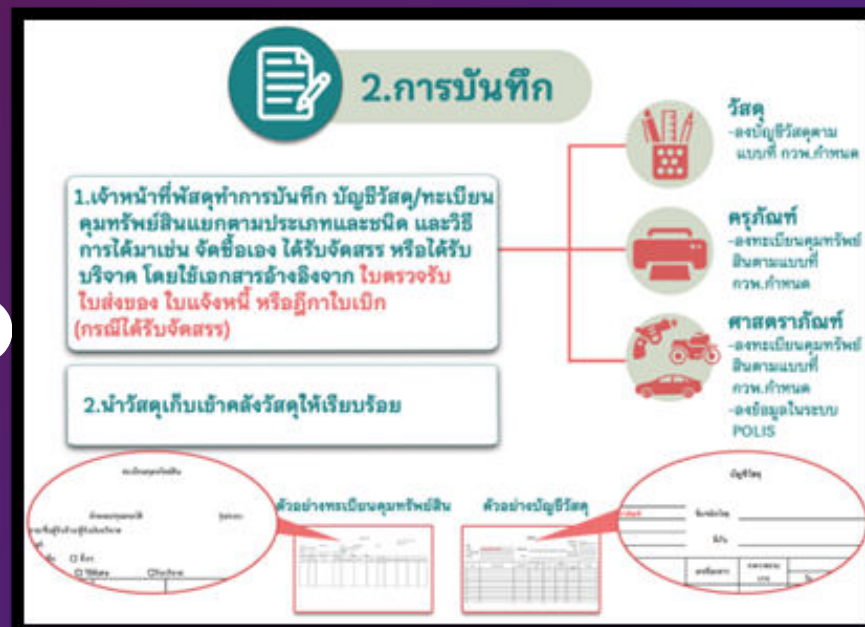 2.การบันทึก
1.เจ้าหน้าที่พัสดุทำการบันทึก บัญชีวัสดุ/ทะเบียน
คุมทรัพย์สินแยกตามประเภทและชนิด และวิธี
การได้มาเช่น จัดซื้อเอง ได้รับจัดสรร หรือได้รับ
บริจาค โดยใช้เอกสารอ้างอิงจาก ใบตรวจรับ
ใบส่งของ ใบแจ้งหนี้ หรือฎีกาใบเบิก
(กรณีได้รับจัดสรร)
2.นำวัสดุเก็บเข้าคลังวัสดุให้เรียบร้อย
วัสดุ
-ลงบัญชีวัสดุตาม
แบบที่ กวพ.กำหนด
ครุภัณฑ์
-ลงทะเบียนคุมทรัพย์
สินตามแบบที่
กวพ.กำหนด
ศาสตราภัณฑ์
-ลงทะเบียนคุมทรัพย์
สินตามแบบที่
กวพ.กำหนด
-ลงข้อมูลในระบบ
POLIS
ทะเบียนคุมทรัพย์สิน
ตัวอย่างทะเบียนคุมทรัพย์สิน
ตัวอย่างบัญชีวัสดุ
บัญชีวัสดุ